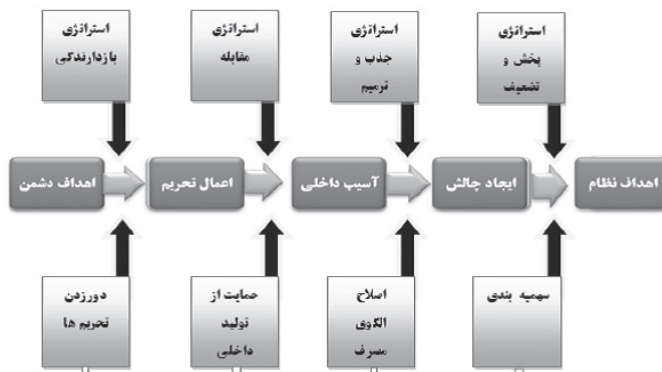 استراتژی
بازدارندگی
استراتژی
مقابله
استراتژی
جذب و
ترمیم
استراتژی
پخش و
تضعیف
اهداف دشمن
اعمال تحریم
آسیب داخلی
ایجاد چالش
اهداف نظام
دورزدن
تحریم ها
حمایت از
تولید
داخلی
اصلاح
الگوی
مصرف
سهمیه بندی